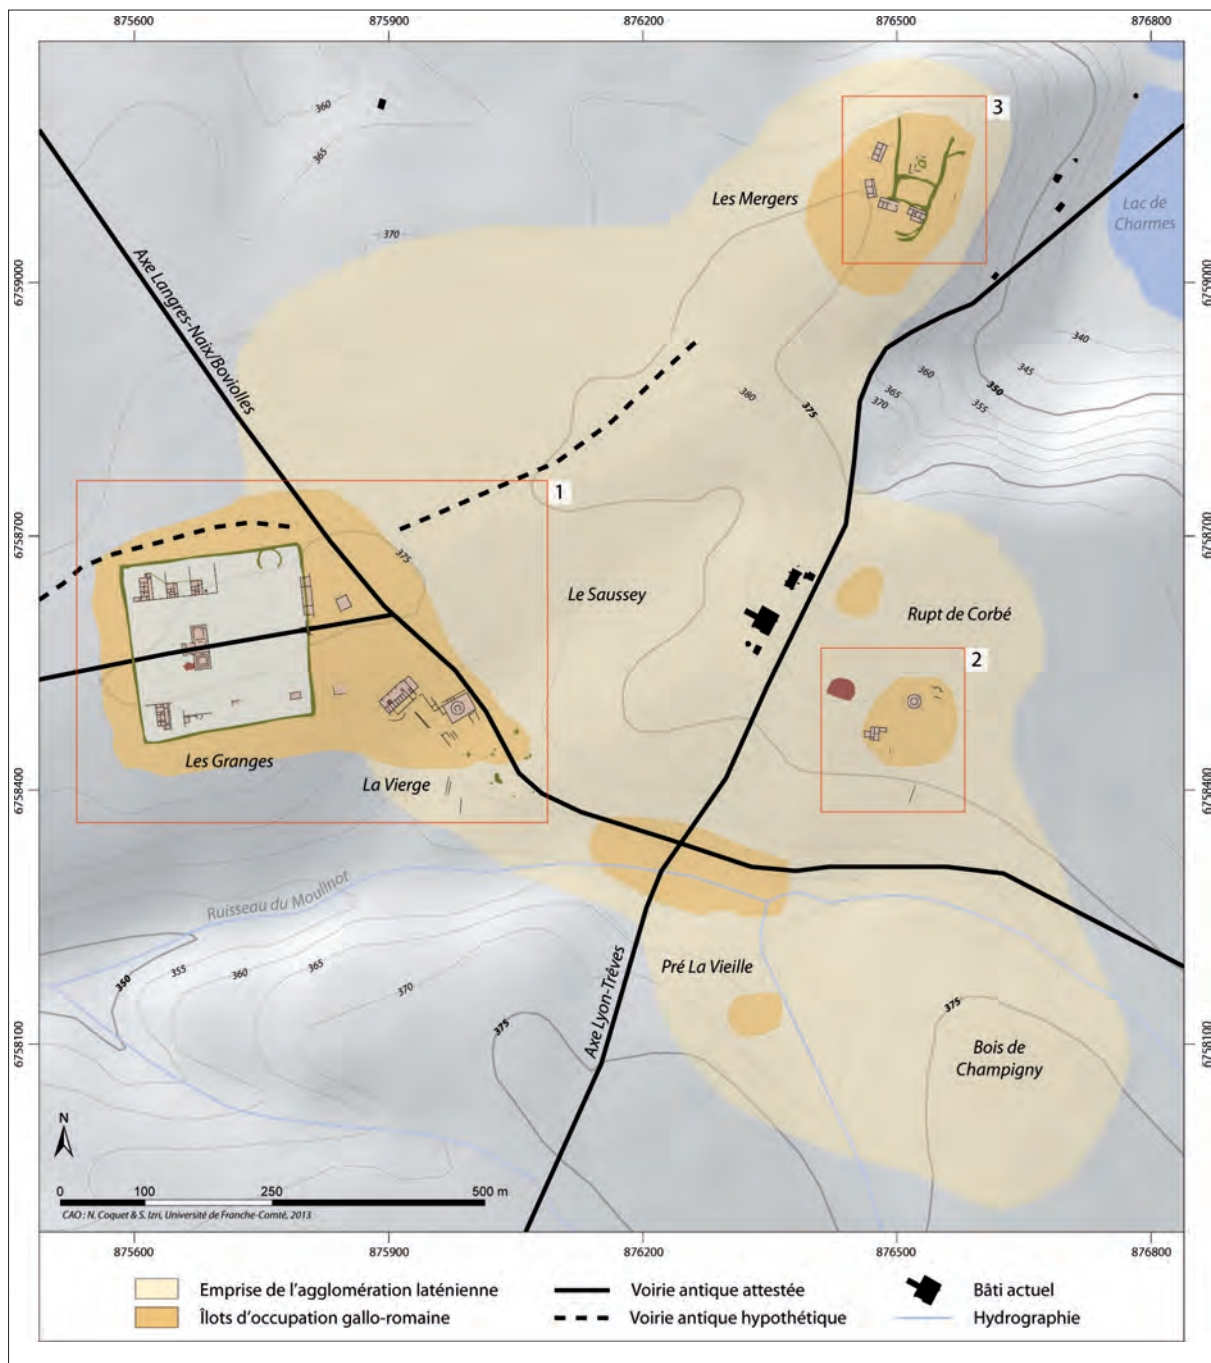 875600 875900 876200 876500 876800
360
365
3
Les Mergers
Lac de
Charmes
370
6759000 6759000
Axe Langres-Naix/Boviolles
340
345
350
355
360
365
370
380
375
1
6758700 6758700
375
Le Saussey
Rupt de Corbé
2
Les Granges
La Vierge
6758400 6758400
Ruisseau du Moulinot
350
355
360
365
370
Pré La Vieille
Axe Lyon-Trêves
375
375
Bois de
Champigny
6758100 6758100
N
0 100 250 500 m
CAO : N. Coquet & S. Izri, Université de Franche-Comté, 2013
875600 875900 876200 876500 876800
Emprise de l'agglomération laténienne
Îlots d'occupation gallo-romaine
Voirie antique attestée
Voirie antique hypothétique
Bâti actuel
Hydrographie